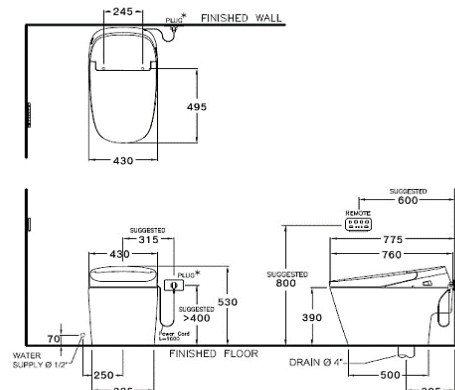 245
PLUG*
FINISHED WALL
495
430
SUGGESTED
600
REMOTE
SUGGESTED
315
775
430
760
PLUG*
SUGGESTED
800
SUGGESTED
>400
530
390
70
Power Cord
L=1600
WATER
SUPPLY Ø 1/2"
FINISHED FLOOR
DRAIN Ø 4"
250
500